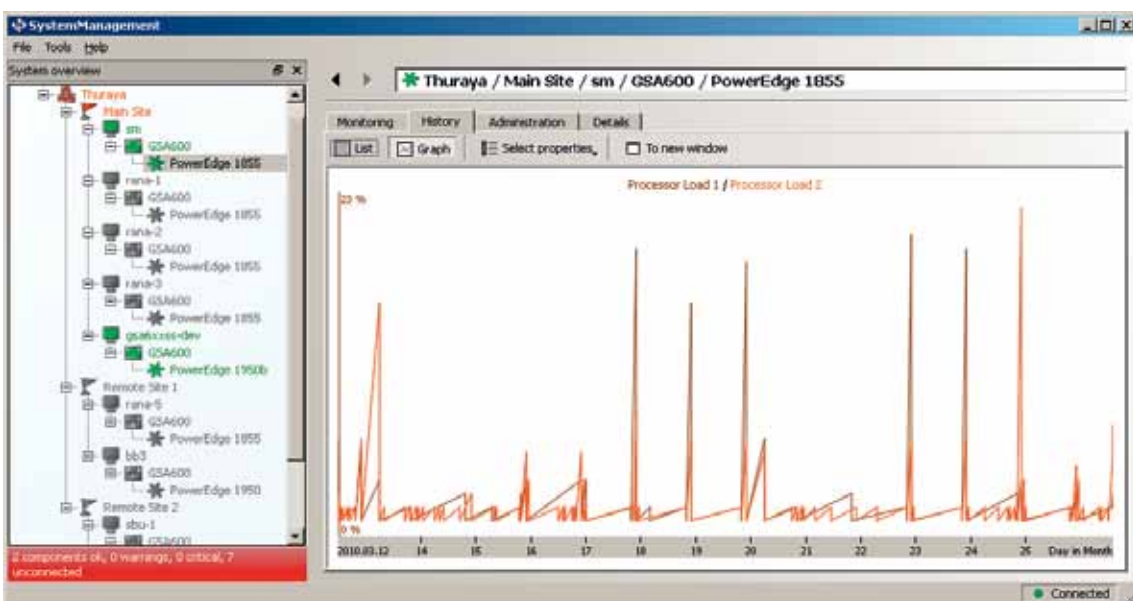 SystemManagement
File Tools Help
System overview
Thuraya
Main Site
sm
GSA600
PowerEdge 1855
rana-1
GSA600
PowerEdge 1855
rana-2
GSA600
PowerEdge 1855
rana-3
GSA600
PowerEdge 1855
GSA600
PowerEdge 1950b
Remote Site 1
rana-5
GSA600
PowerEdge 1855
bb3
GSA600
PowerEdge 1950
Remote Site 2
sbu-1
GSA600
2 components ok, 0 warnings, 0 critical, 7
unconnected
Thuraya / Main Site / sm / GSA600 / PowerEdge 1855
Monitoring History Administration Details
List Graph Select properties To new window
Processor Load 1 / Processor Load 2
23 %
0 %
2010.03.12 14 15 16 17 18 19 20 21 22 23 24 25 Day in Month
Connected